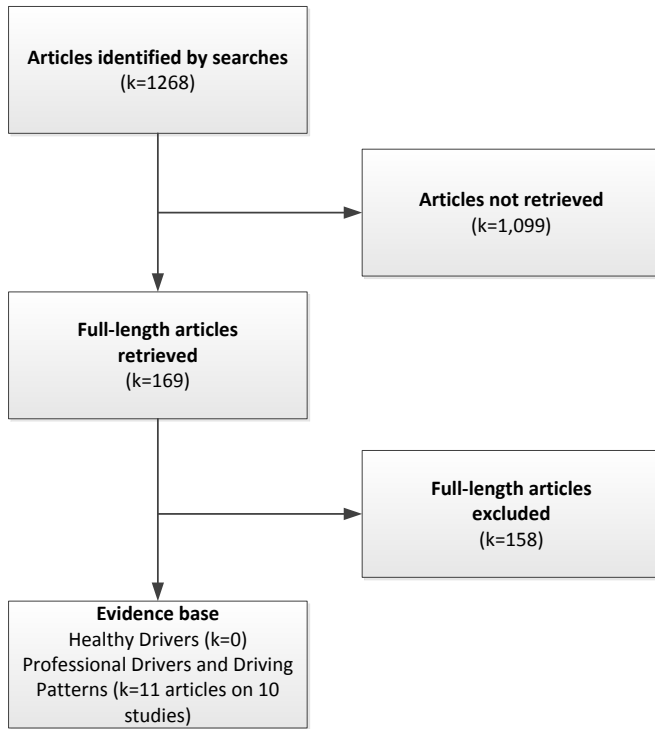 Articles identified by searches
(k=1268)
Articles not retrieved
(k=1,099)
Full-length articles
retrieved
(k=169)
Full-length articles
excluded
(k=158)
Evidence base
Healthy Drivers (k=0)
Professional Drivers and Driving
Patterns (k=11 articles on 10
studies)